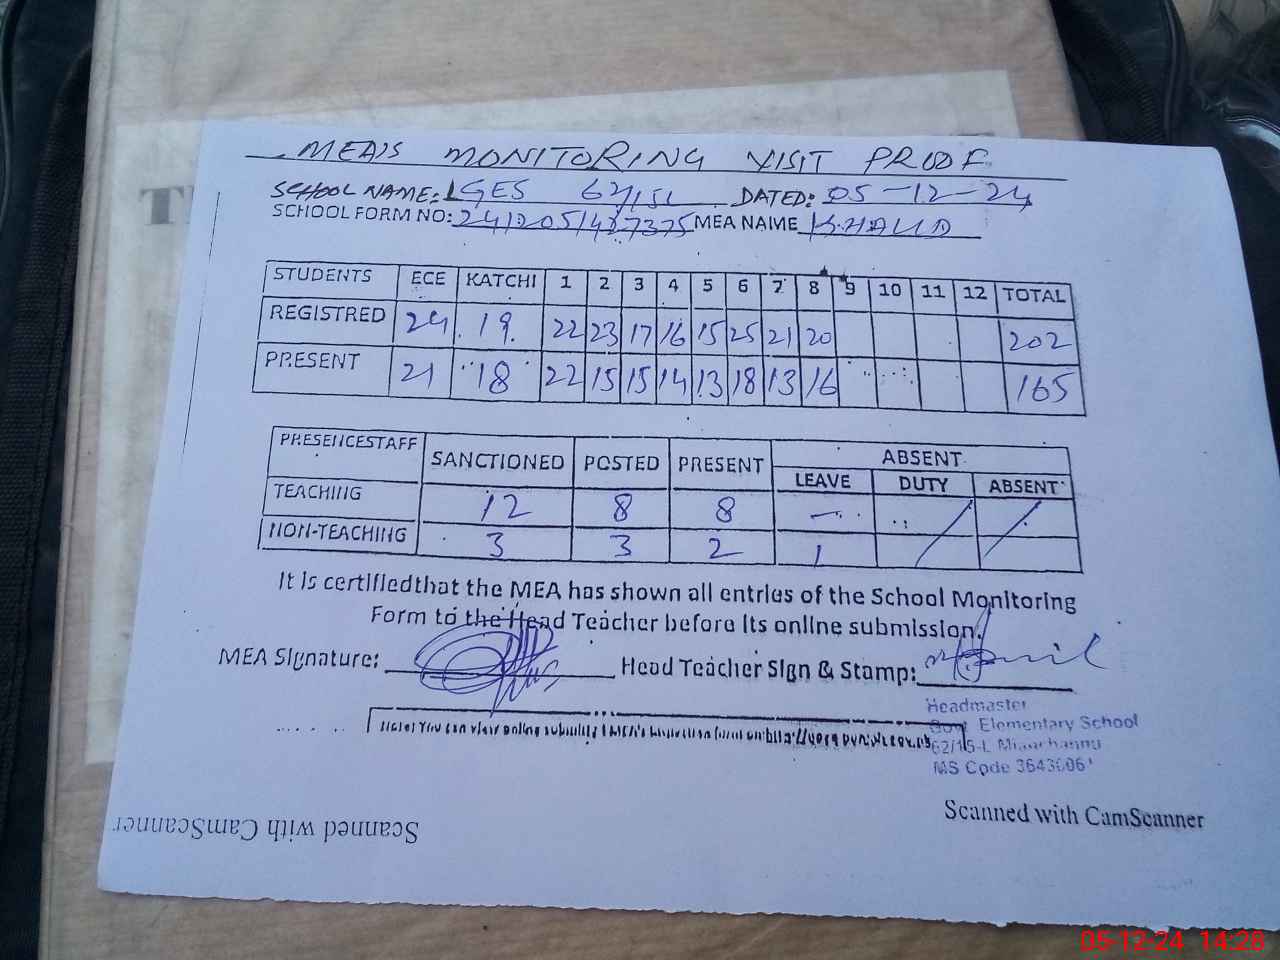 MEA'S MONITORING VISIT PROOF
SCHOOL NAME: GES 62/15L DATED: 05-12-24
SCHOOL FORM NO: MEA NAME KHALID
STUDENTS ECE KATCHI 1 2 3 4 5 6 7 8 9 10 11 12 TOTAL
REGISTRED 24 19 22 23 17 16 15 25 21 20 202
PRESENT 21 18 22 15 15 14 13 18 13 16 165
PRESENCESTAFF SANCTIONED POSTED PRESENT ABSENT
LEAVE DUTY ABSENT
TEACHING 12 8 8 -
NON-TEACHING 3 3 2 1
It is certifiedthat the MEA has shown all entries of the School Monitoring
Form to the Head Teacher before its online submission.
MEA Signature: Head Teacher Sign & Stamp:
Headmaster
Govt Elementary School
62/15-L Mianchannu
MS Code
Scanned with CamScanner
Scanned with CamScanner
05-12-24 14:28